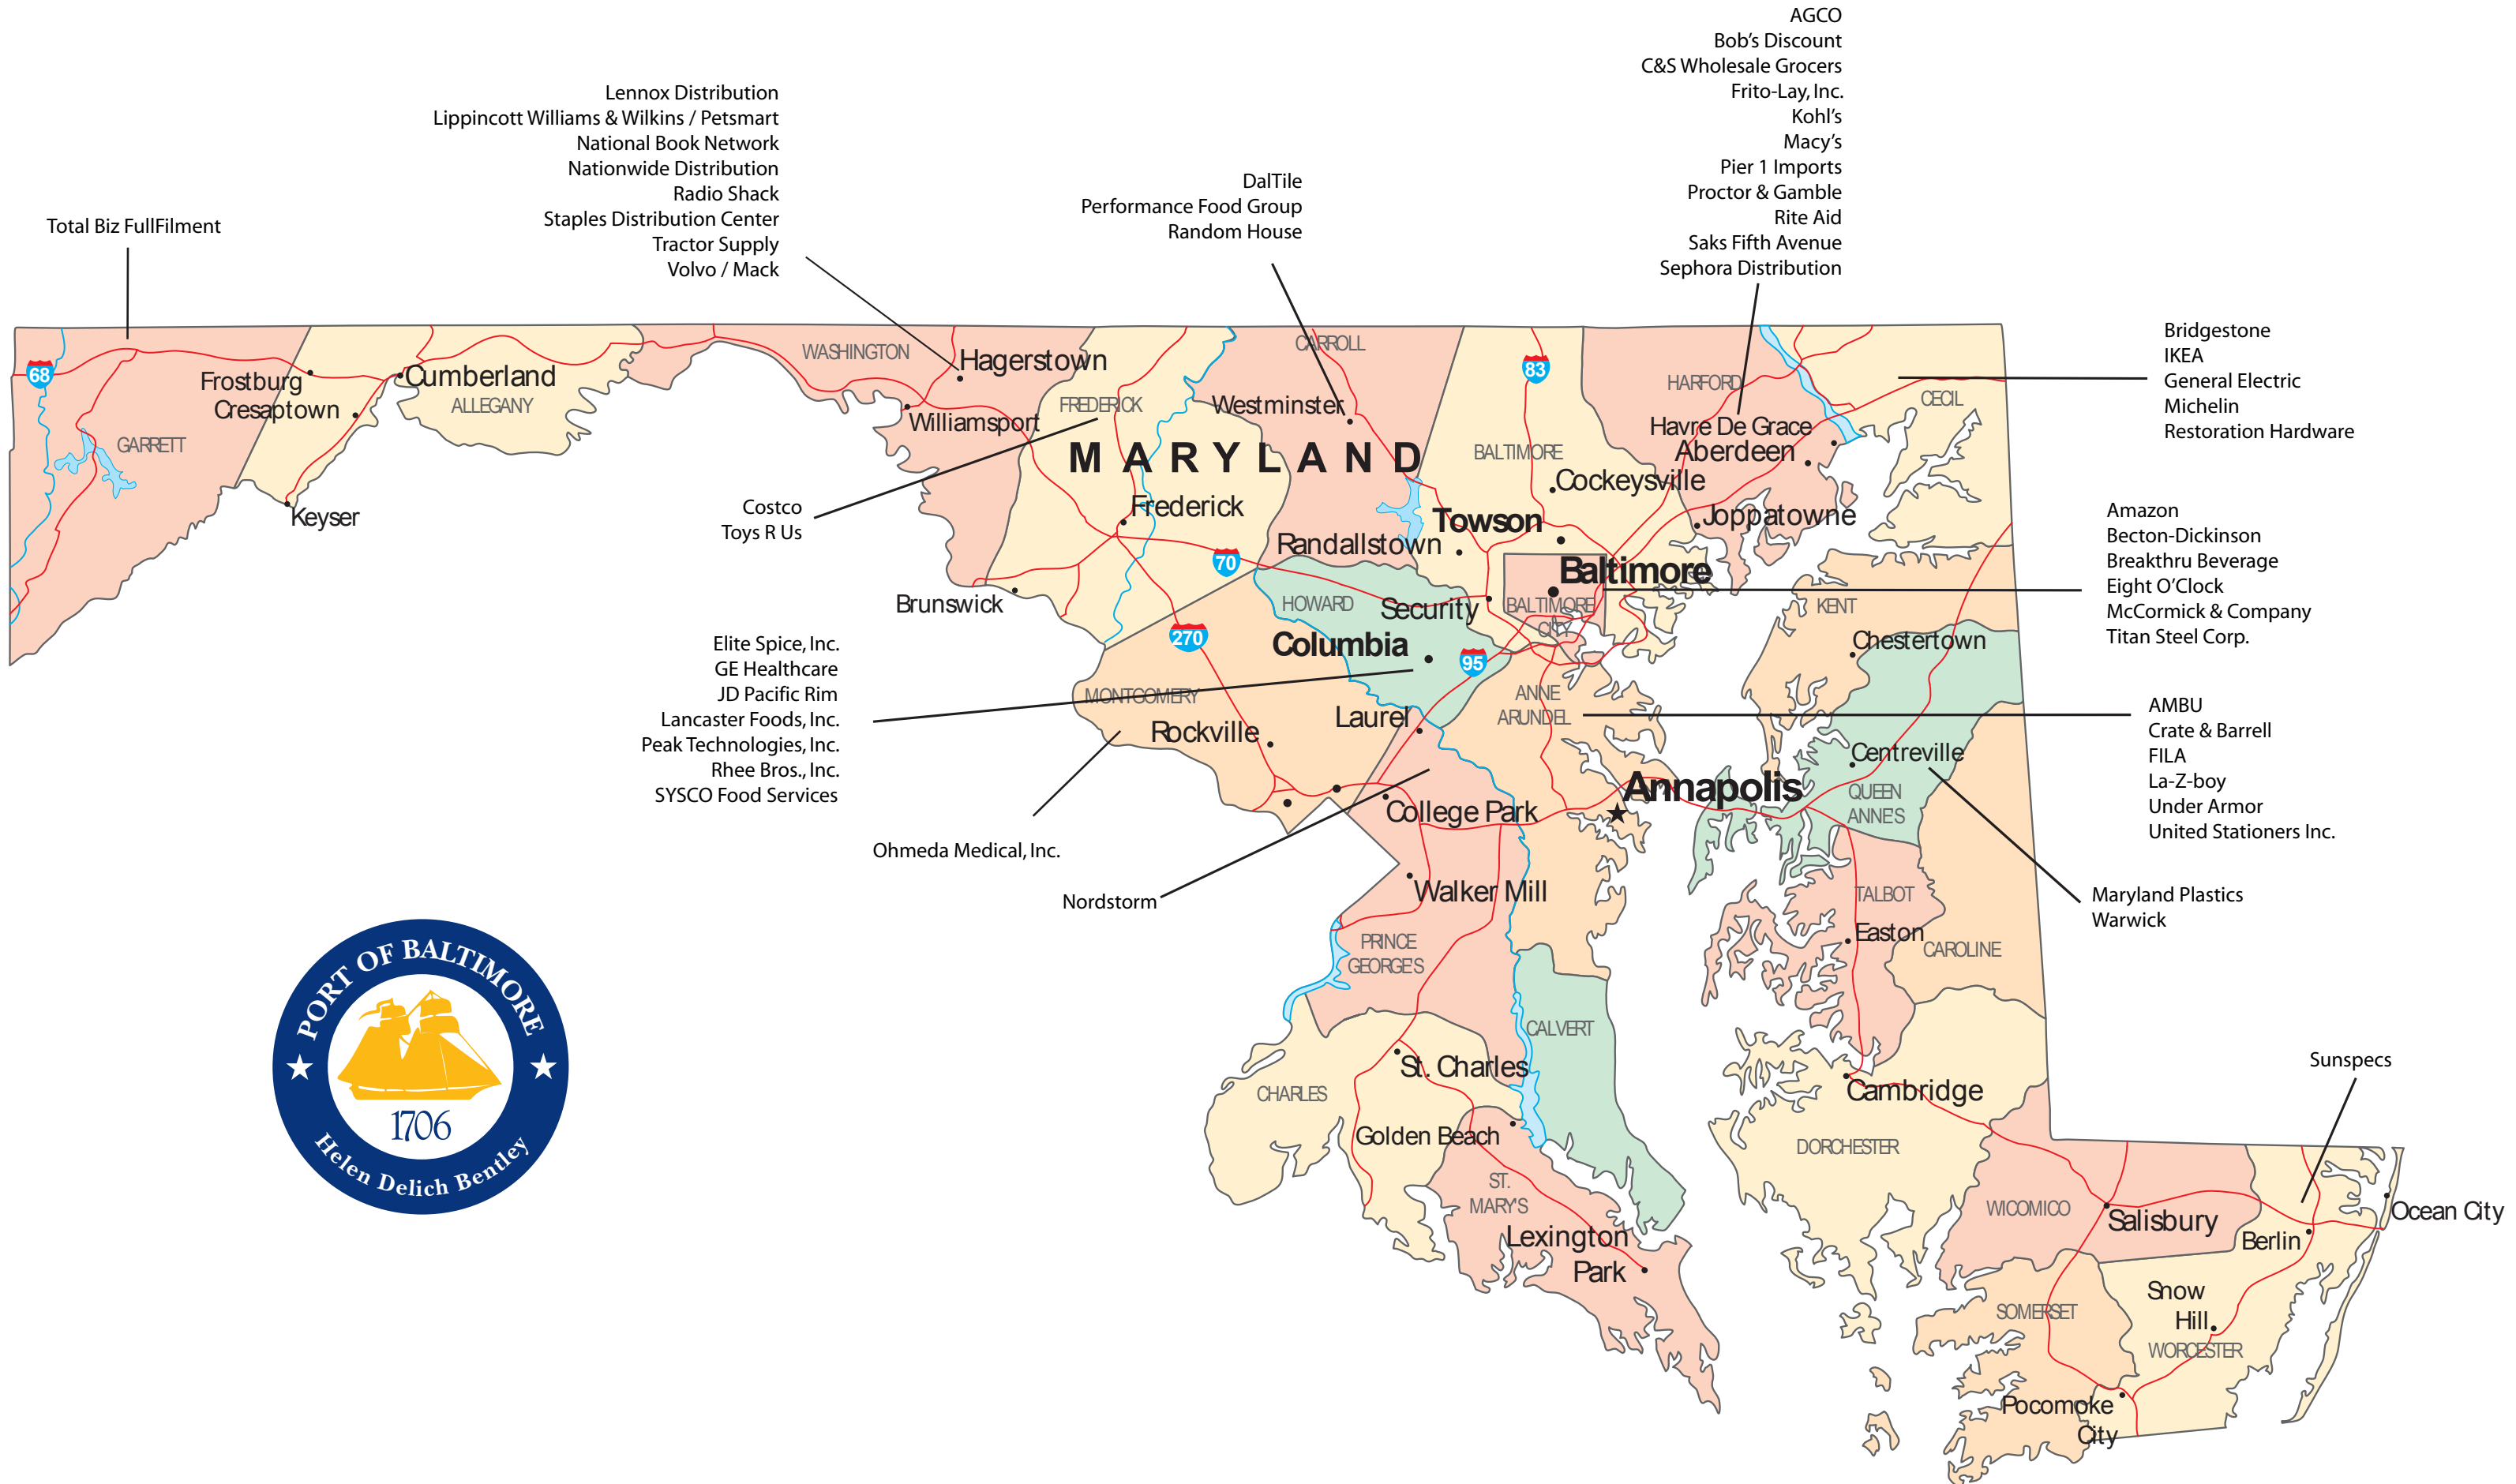 AGCO
Bob's Discount
C&S Wholesale Grocers
Frito-Lay, Inc.
Kohl's
Macy's
Pier 1 Imports
Proctor & Gamble
Rite Aid
Saks Fifth Avenue
Sephora Distribution
Lennox Distribution
Lippincott Williams & Wilkins / Petsmart
National Book Network
Nationwide Distribution
Radio Shack
Staples Distribution Center
Tractor Supply
Volvo / Mack
DalTile
Performance Food Group
Random House
Total Biz FullFilment
Bridgestone
IKEA
General Electric
Michelin
Restoration Hardware
Costco
Toys R Us
Amazon
Becton-Dickinson
Breakthru Beverage
Eight O'Clock
McCormick & Company
Titan Steel Corp.
Elite Spice, Inc.
GE Healthcare
JD Pacific Rim
Lancaster Foods, Inc.
Peak Technologies, Inc.
Rhee Bros., Inc.
SYSCO Food Services
AMBU
Crate & Barrell
FILA
La-Z-boy
Under Armor
United Stationers Inc.
Ohmeda Medical, Inc.
Nordstorm
Maryland Plastics
Warwick
Sunspecs
MARYLAND
68
GARRETT
Frostburg
Cresaptown
Cumberland
ALLEGANY
Keyser
WASHINGTON
Hagerstown
Williamsport
FREDERICK
Frederick
Brunswick
CARROLL
Westminster
70
270
83
95
BALTIMORE
Cockeysville
Towson
Randallstown
Baltimore
BALTIMORE
CITY
Security
HARFORD
Havre De Grace
Aberdeen
Joppatowne
CECIL
HOWARD
Columbia
MONTGOMERY
Rockville
Laurel
ANNE
ARUNDEL
Annapolis
College Park
Walker Mill
PRINCE
GEORGE'S
KENT
Chestertown
Centreville
QUEEN
ANNE'S
TALBOT
Easton
CAROLINE
CALVERT
CHARLES
St. Charles
Golden Beach
ST.
MARY'S
Lexington
Park
Cambridge
DORCHESTER
WICOMICO
Salisbury
Ocean City
Berlin
Snow
Hill
WORCESTER
SOMERSET
Pocomoke
City
PORT OF BALTIMORE
1706
Helen Delich Bentley